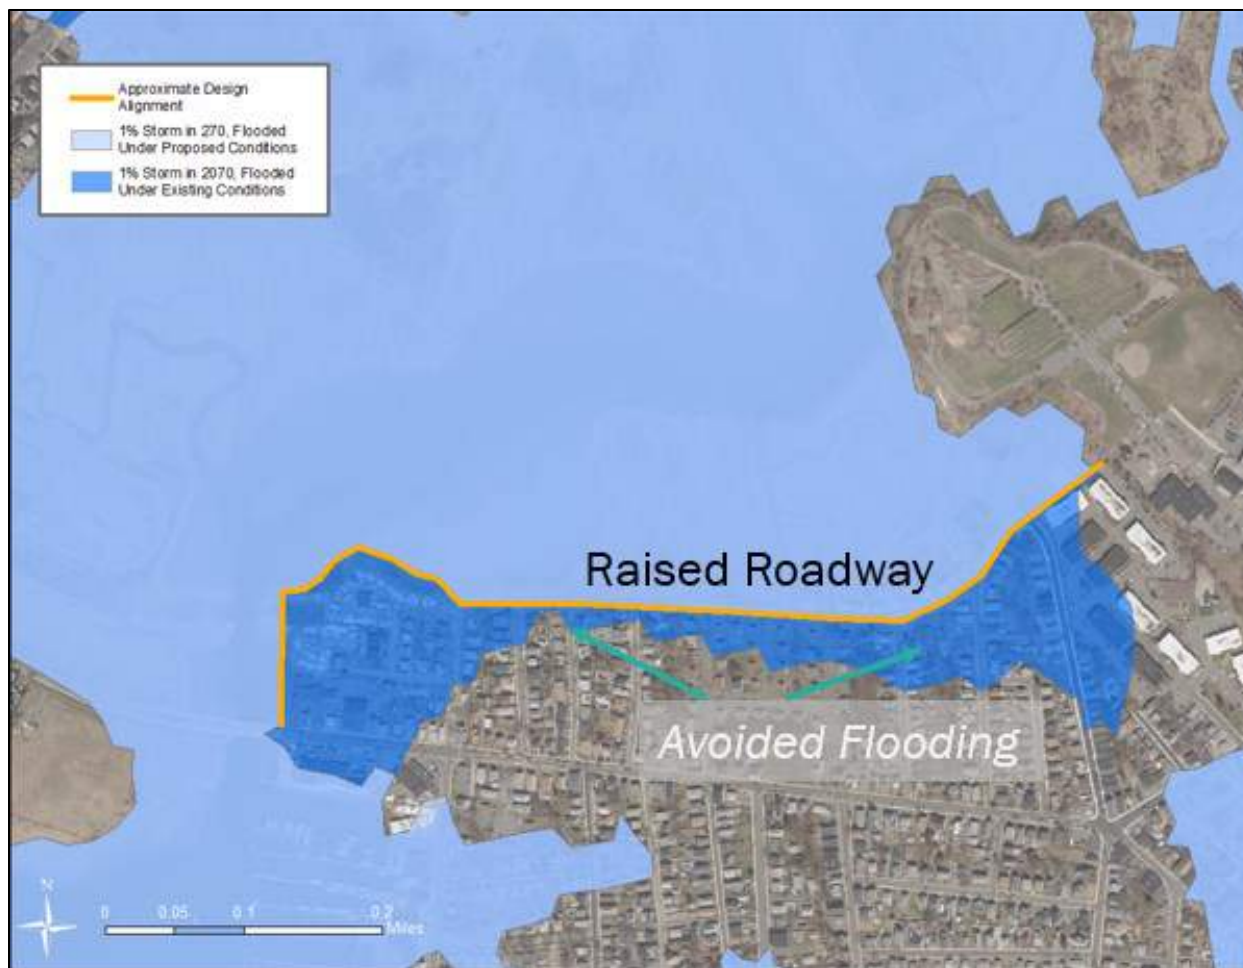 Approximate Design
Alignment
1% Storm in 270, Flooded
Under Proposed Conditions
1% Storm in 2070, Flooded
Under Existing Conditions
Raised Roadway
Avoided Flooding
N
0 0.05 0.1 0.2
Miles